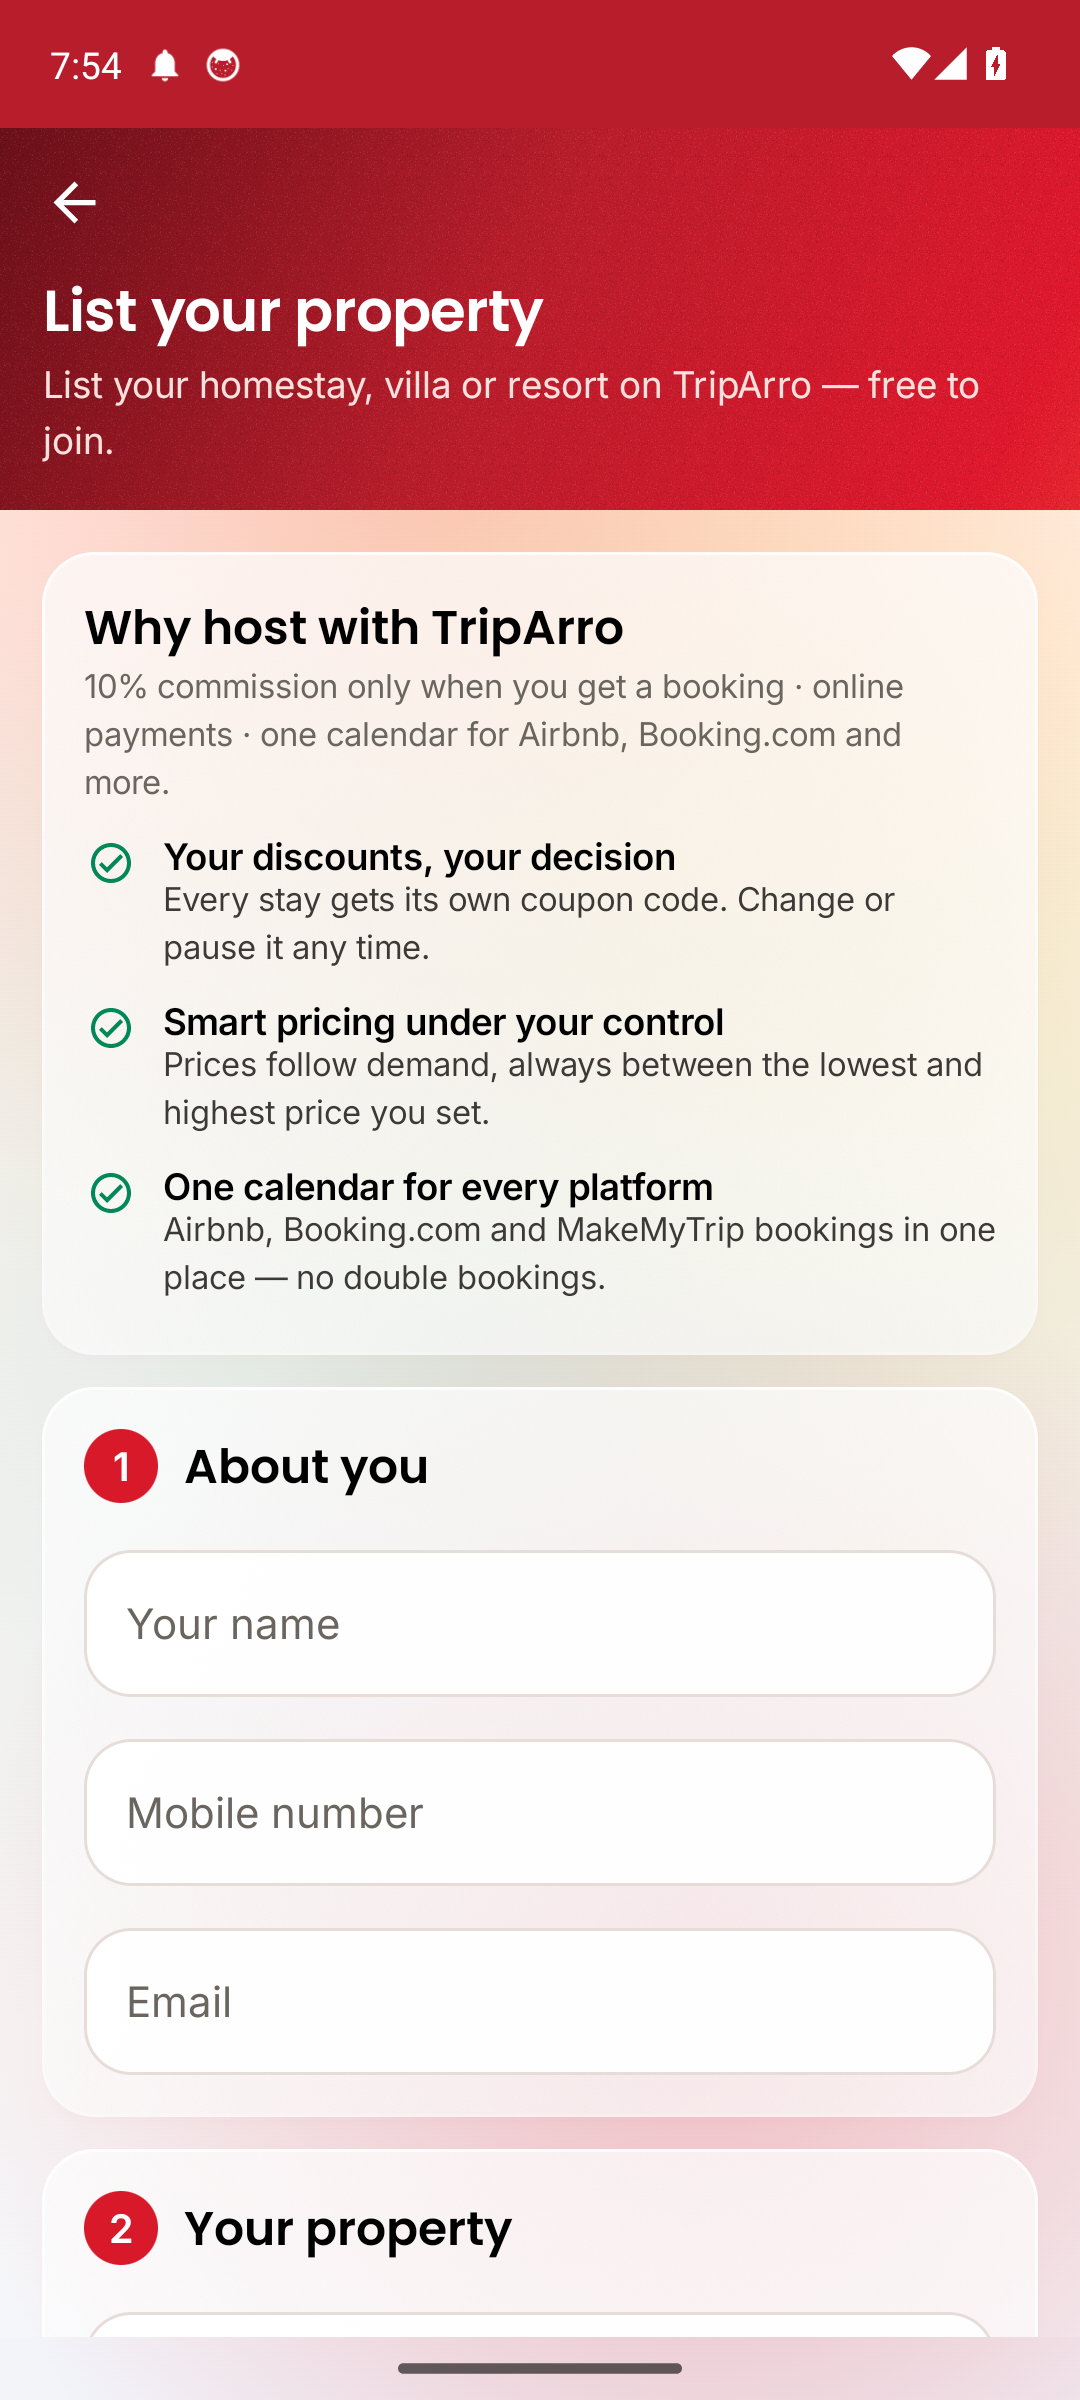 7:54
List your property
List your homestay, villa or resort on TripArro — free to
join.
Why host with TripArro
10% commission only when you get a booking · online
payments · one calendar for Airbnb, Booking.com and
more.
Your discounts, your decision
Every stay gets its own coupon code. Change or
pause it any time.
Smart pricing under your control
Prices follow demand, always between the lowest and
highest price you set.
One calendar for every platform
Airbnb, Booking.com and MakeMyTrip bookings in one
place — no double bookings.
1 About you
Your name
Mobile number
Email
2 Your property